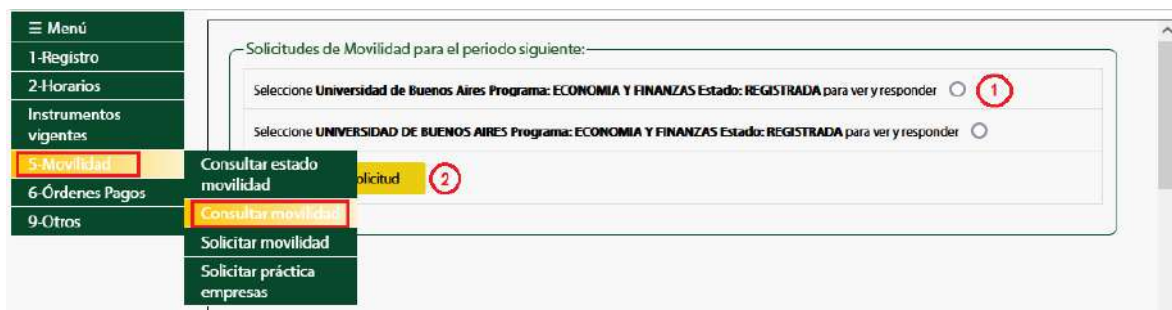 ☰ Menú
1-Registro
2-Horarios
Instrumentos
vigentes
5-Movilidad
6-Órdenes Pagos
9-Otros
Consultar estado
movilidad
Consultar movilidad
Solicitar movilidad
Solicitar práctica
empresas
Solicitudes de Movilidad para el periodo siguiente:
Seleccione Universidad de Buenos Aires Programa: ECONOMIA Y FINANZAS Estado: REGISTRADA para ver y responder
1
Seleccione UNIVERSIDAD DE BUENOS AIRES Programa: ECONOMIA Y FINANZAS Estado: REGISTRADA para ver y responder
olicitud
2